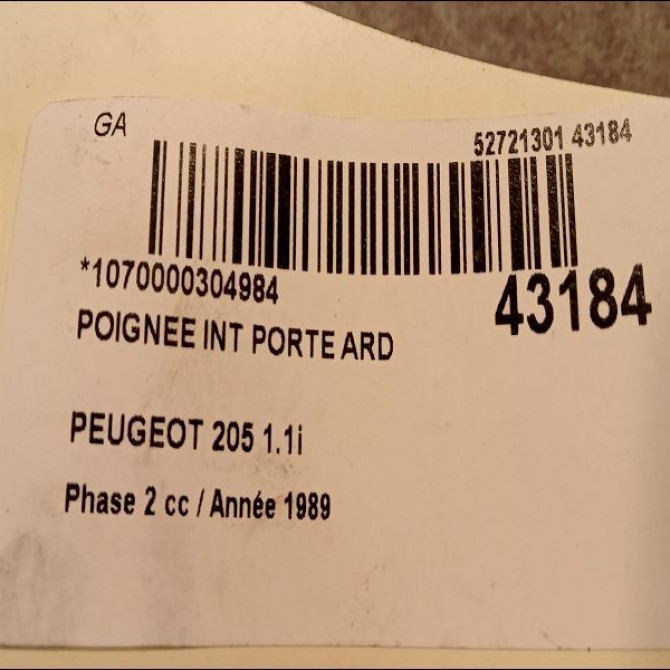 GA
52721301 43184
*1070000304984
43184
POIGNEE INT PORTE ARD
PEUGEOT 205 1.1i
Phase 2 cc / Année 1989